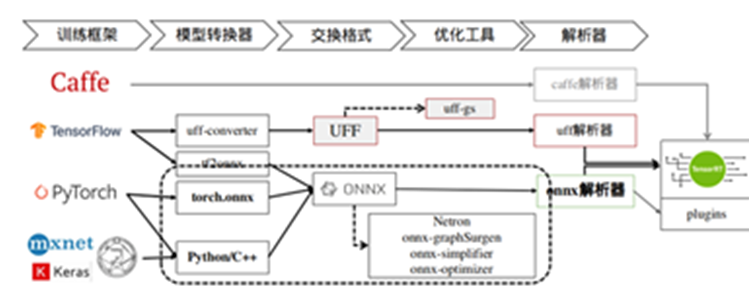 训练框架
模型转换器
交换格式
优化工具
解析器
Caffe
caffe解析器
uff-gs
TensorFlow
uff-converter
UFF
uff解析器
tf2onnx
TensorRT
PyTorch
torch.onnx
ONNX
onnx解析器
plugins
Netron
onnx-graphSurgen
onnx-simplifier
onnx-optimizer
mxnet
Python/C++
Keras